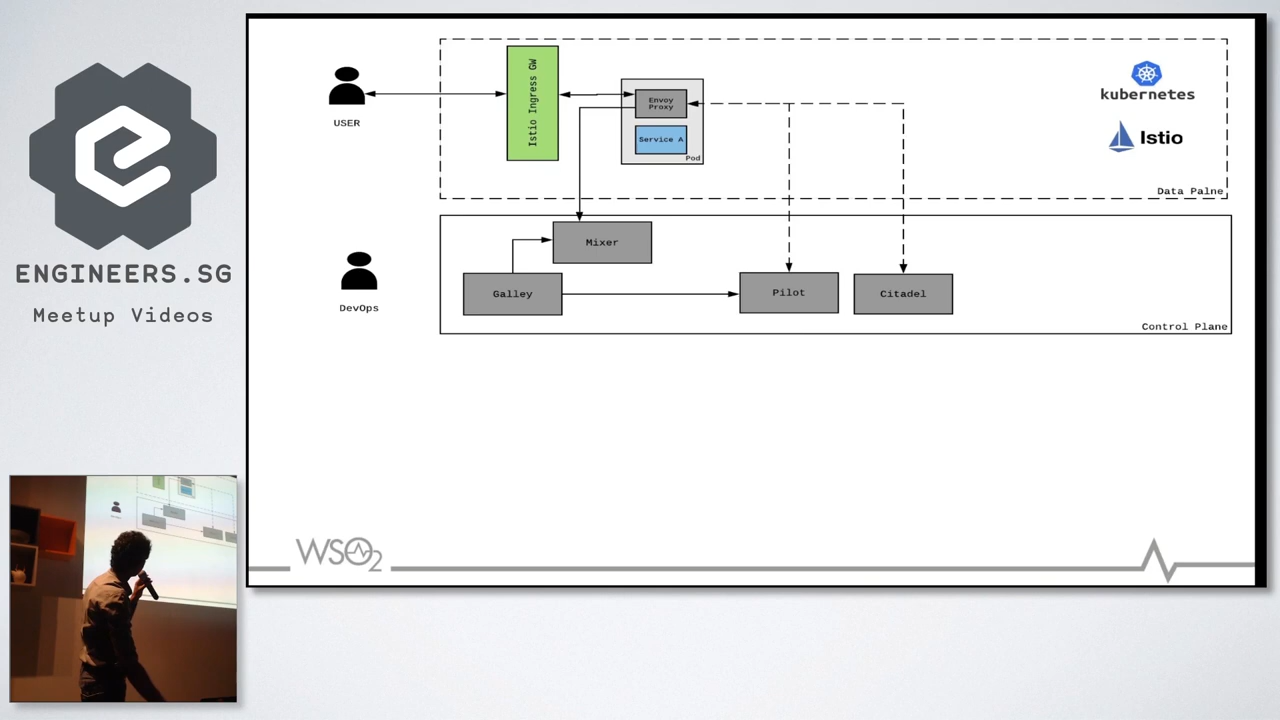 ENGINEERS.SG
Meetup Videos
USER
Istio Ingress GW
Envoy
Proxy
Service A
Pod
kubernetes
Istio
Data Palne
DevOps
Mixer
Galley
Pilot
Citadel
Control Plane
WSO2